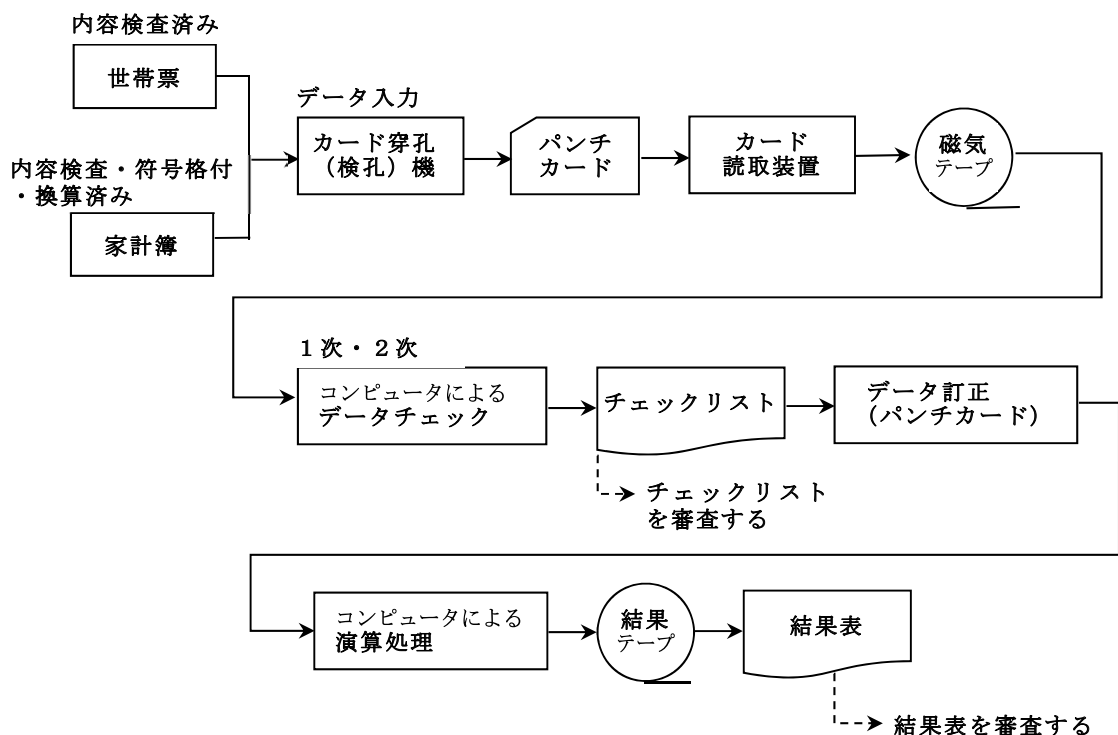 内容検査済み
世帯票
内容検査・符号格付
・換算済み
家計簿
データ入力
カード穿孔
（検孔）機
パンチ
カード
カード
読取装置
磁気
テープ
１次・２次
コンピュータによる
データチェック
チェックリスト
チェックリスト
を審査する
データ訂正
（パンチカード）
コンピュータによる
演算処理
結果
テープ
結果表
結果表を審査する